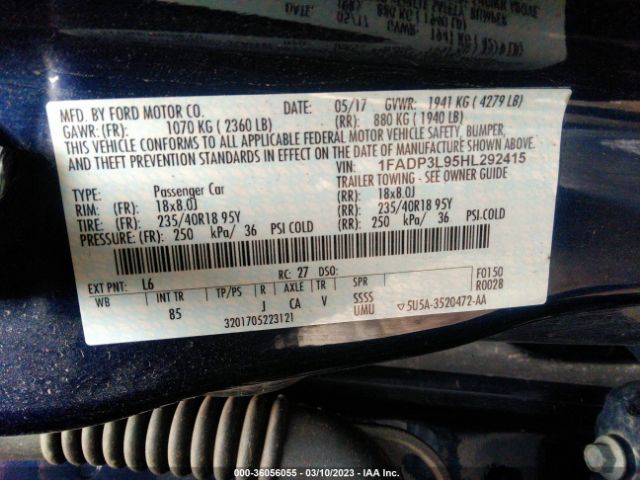 MFD. BY FORD MOTOR CO. DATE: 05/17 GVWR: 1941 KG ( 4279 LB)
GAWR: (FR): 1070 KG ( 2360 LB) (RR): 880 KG ( 1940 LB)
THIS VEHICLE CONFORMS TO ALL APPLICABLE FEDERAL MOTOR VEHICLE SAFETY, BUMPER,
AND THEFT PREVENTION STANDARDS IN EFFECT ON THE DATE OF MANUFACTURE SHOWN ABOVE.
VIN: 1FADP3L95HL292415
TYPE: Passenger Car TRAILER TOWING - SEE OWNER GUIDE
RIM: (FR): 18x8.0J (RR): 18x8.0J
TIRE: (FR): 235/40R18 95Y (RR): 235/40R18 95Y
PRESSURE: (FR): 250 kPa/ 36 PSI COLD (RR): 250 kPa/ 36 PSI.COLD
EXT PNT: L6 RC: 27 DSO: F0150
WB INT TR TP/PS R AXLE TR SPR R0028
85 J CA V SSSS
3201705223121 UMU ▽5U5A-3520472-AA
000-36056055 — 03/10/2023 — IAA Inc.